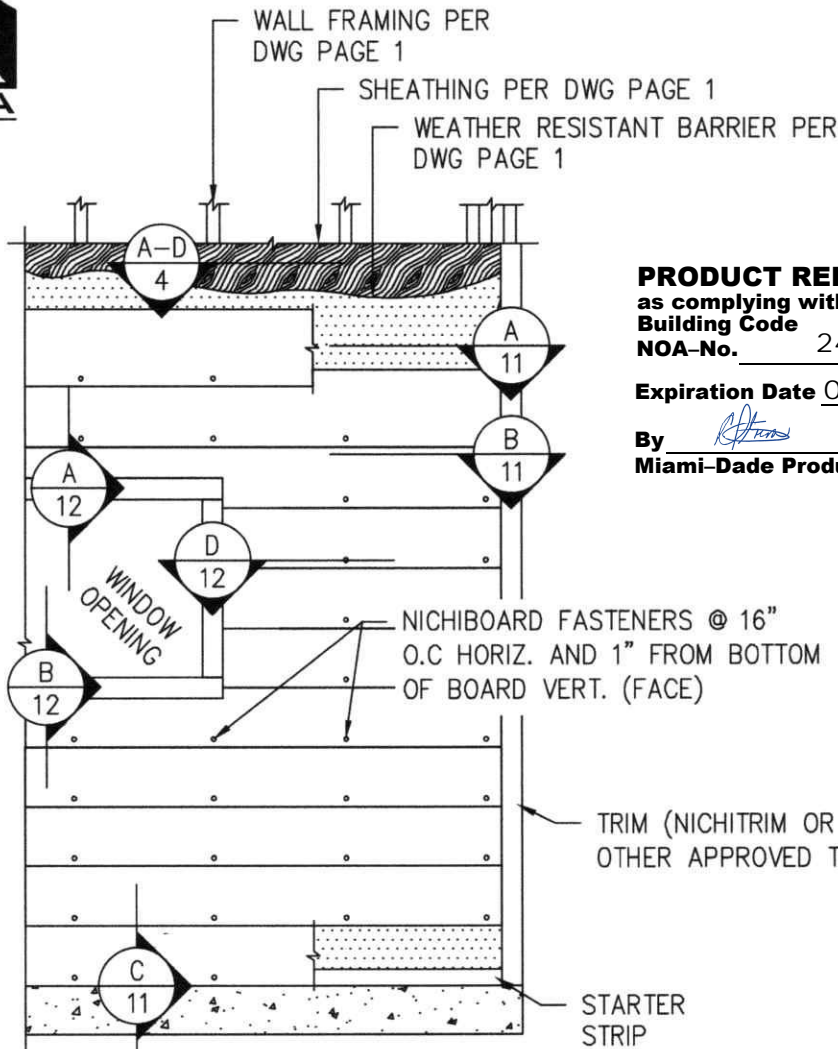 A
WALL FRAMING PER
DWG PAGE 1
SHEATHING PER DWG PAGE 1
WEATHER RESISTANT BARRIER PER
DWG PAGE 1
A-D
4
A
11
PRODUCT
as complying
Building Code
NOA-No.
Expiration Date
By
Miami-Dade
B
11
A
12
D
12
WINDOW
OPENING
NICHIBOARD FASTENERS @ 16"
O.C HORIZ. AND 1" FROM BOTTOM
OF BOARD VERT. (FACE)
B
12
TRIM (NICHITRIM OR
OTHER APPROVED
C
11
STARTER
STRIP